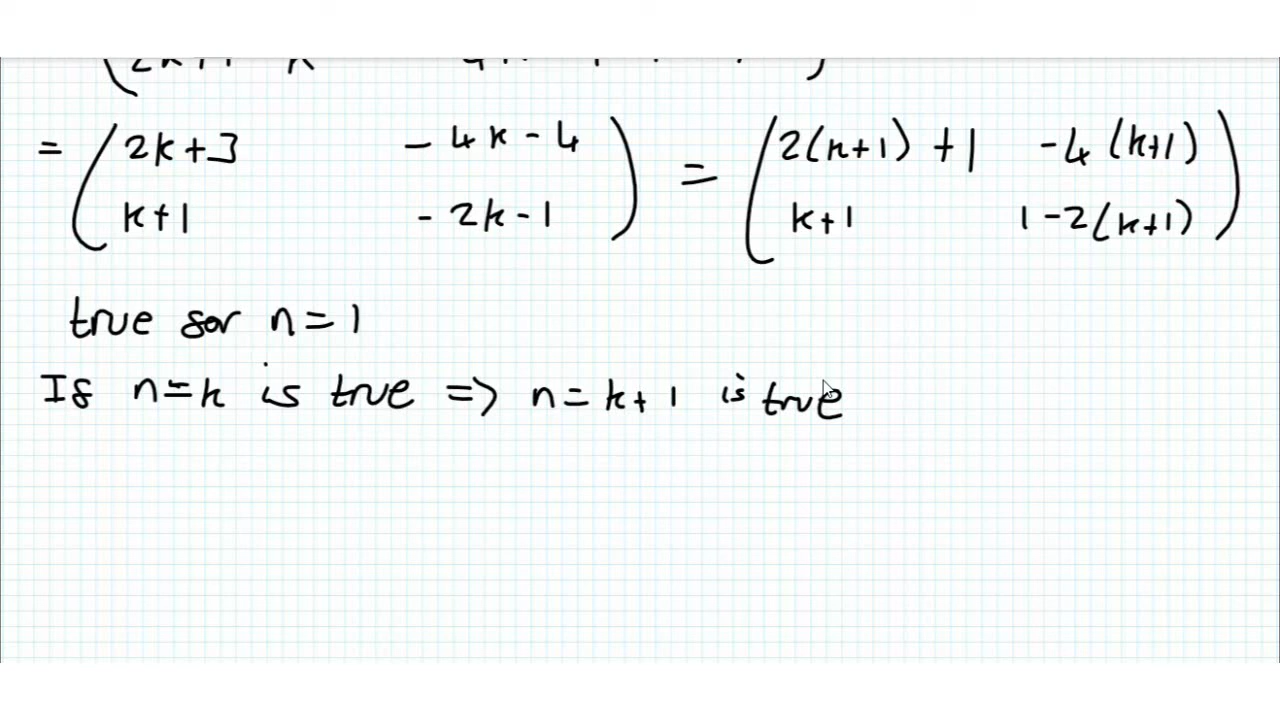 = ( 2k+3 -4k-4 ) = ( 2(k+1)+1 -4(k+1) )
k+1 -2k-1 k+1 1-2(k+1)
true for n=1
If n=k is true => n=k+1 is true